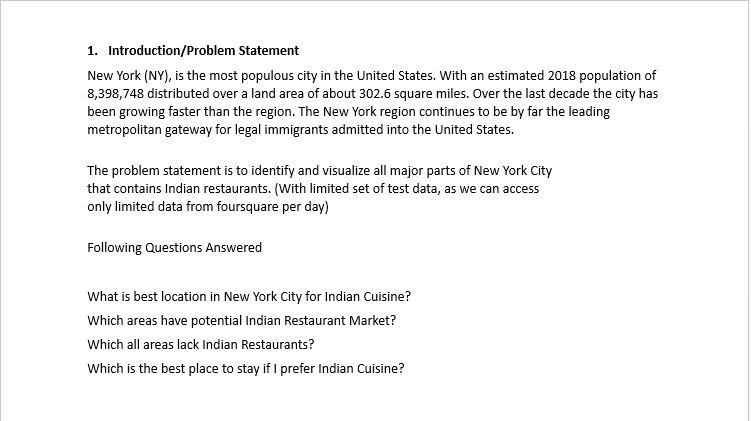 1. Introduction/Problem Statement
New York (NY), is the most populous city in the United States. With an estimated 2018 population of
8,398,748 distributed over a land area of about 302.6 square miles. Over the last decade the city has
been growing faster than the region. The New York region continues to be by far the leading
metropolitan gateway for legal immigrants admitted into the United States.
The problem statement is to identify and visualize all major parts of New York City
that contains Indian restaurants. (With limited set of test data, as we can access
only limited data from foursquare per day)
Following Questions Answered
What is best location in New York City for Indian Cuisine?
Which areas have potential Indian Restaurant Market?
Which all areas lack Indian Restaurants?
Which is the best place to stay if I prefer Indian Cuisine?